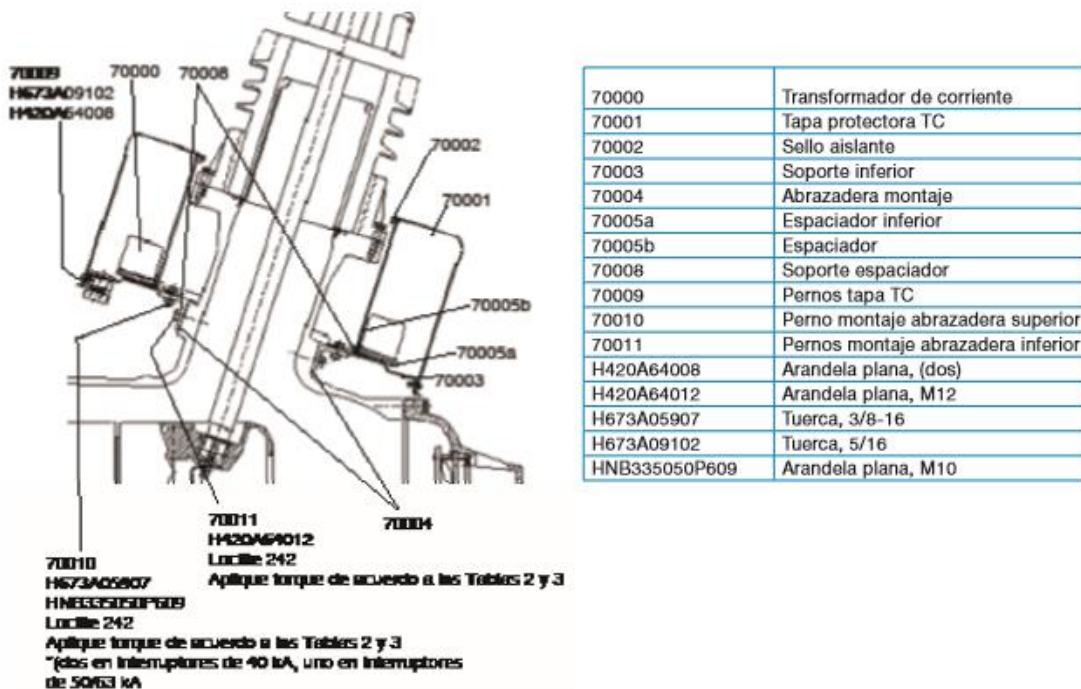 70009
H673A09102
H420A64008
70000
70008
70002
70001
70005b
70005a
70003
70004
70011
H420A64012
Loctite 242
Aplique torque de acuerdo a las Tablas 2 y 3
70010
H673A05907
HNB335050P609
Loctite 242
Aplique torque de acuerdo a las Tablas 2 y 3
*(dos en interruptores de 40 kA, uno en interruptores
de 50/63 kA
70000 Transformador de corriente
70001 Tapa protectora TC
70002 Sello aislante
70003 Soporte inferior
70004 Abrazadera montaje
70005a Espaciador inferior
70005b Espaciador
70008 Soporte espaciador
70009 Pernos tapa TC
70010 Perno montaje abrazadera superior
70011 Pernos montaje abrazadera inferior
H420A64008 Arandela plana, (dos)
H420A64012 Arandela plana, M12
H673A05907 Tuerca, 3/8-16
H673A09102 Tuerca, 5/16
HNB335050P609 Arandela plana, M10